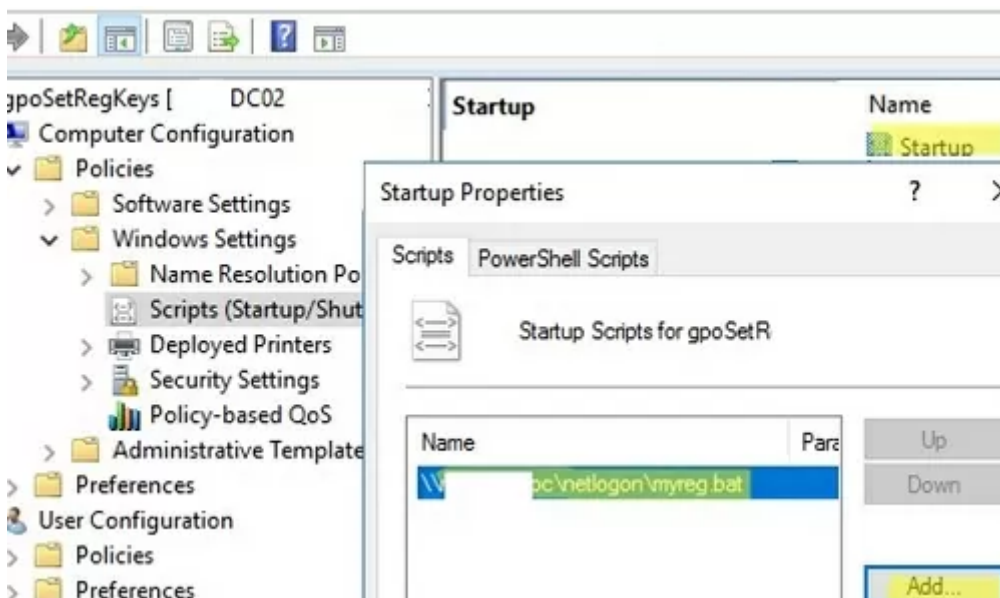 gpoSetRegKeys [ DC02
Computer Configuration
Policies
Software Settings
Windows Settings
Name Resolution Po
Scripts (Startup/Shut
Deployed Printers
Security Settings
Policy-based QoS
Administrative Template
Preferences
User Configuration
Policies
Preferences
Startup
Name
Startup
Startup Properties
?
Scripts
PowerShell Scripts
Startup Scripts for gpoSetR
Name
Para
\\ oc\netlogon\myreg.bat
Up
Down
Add...